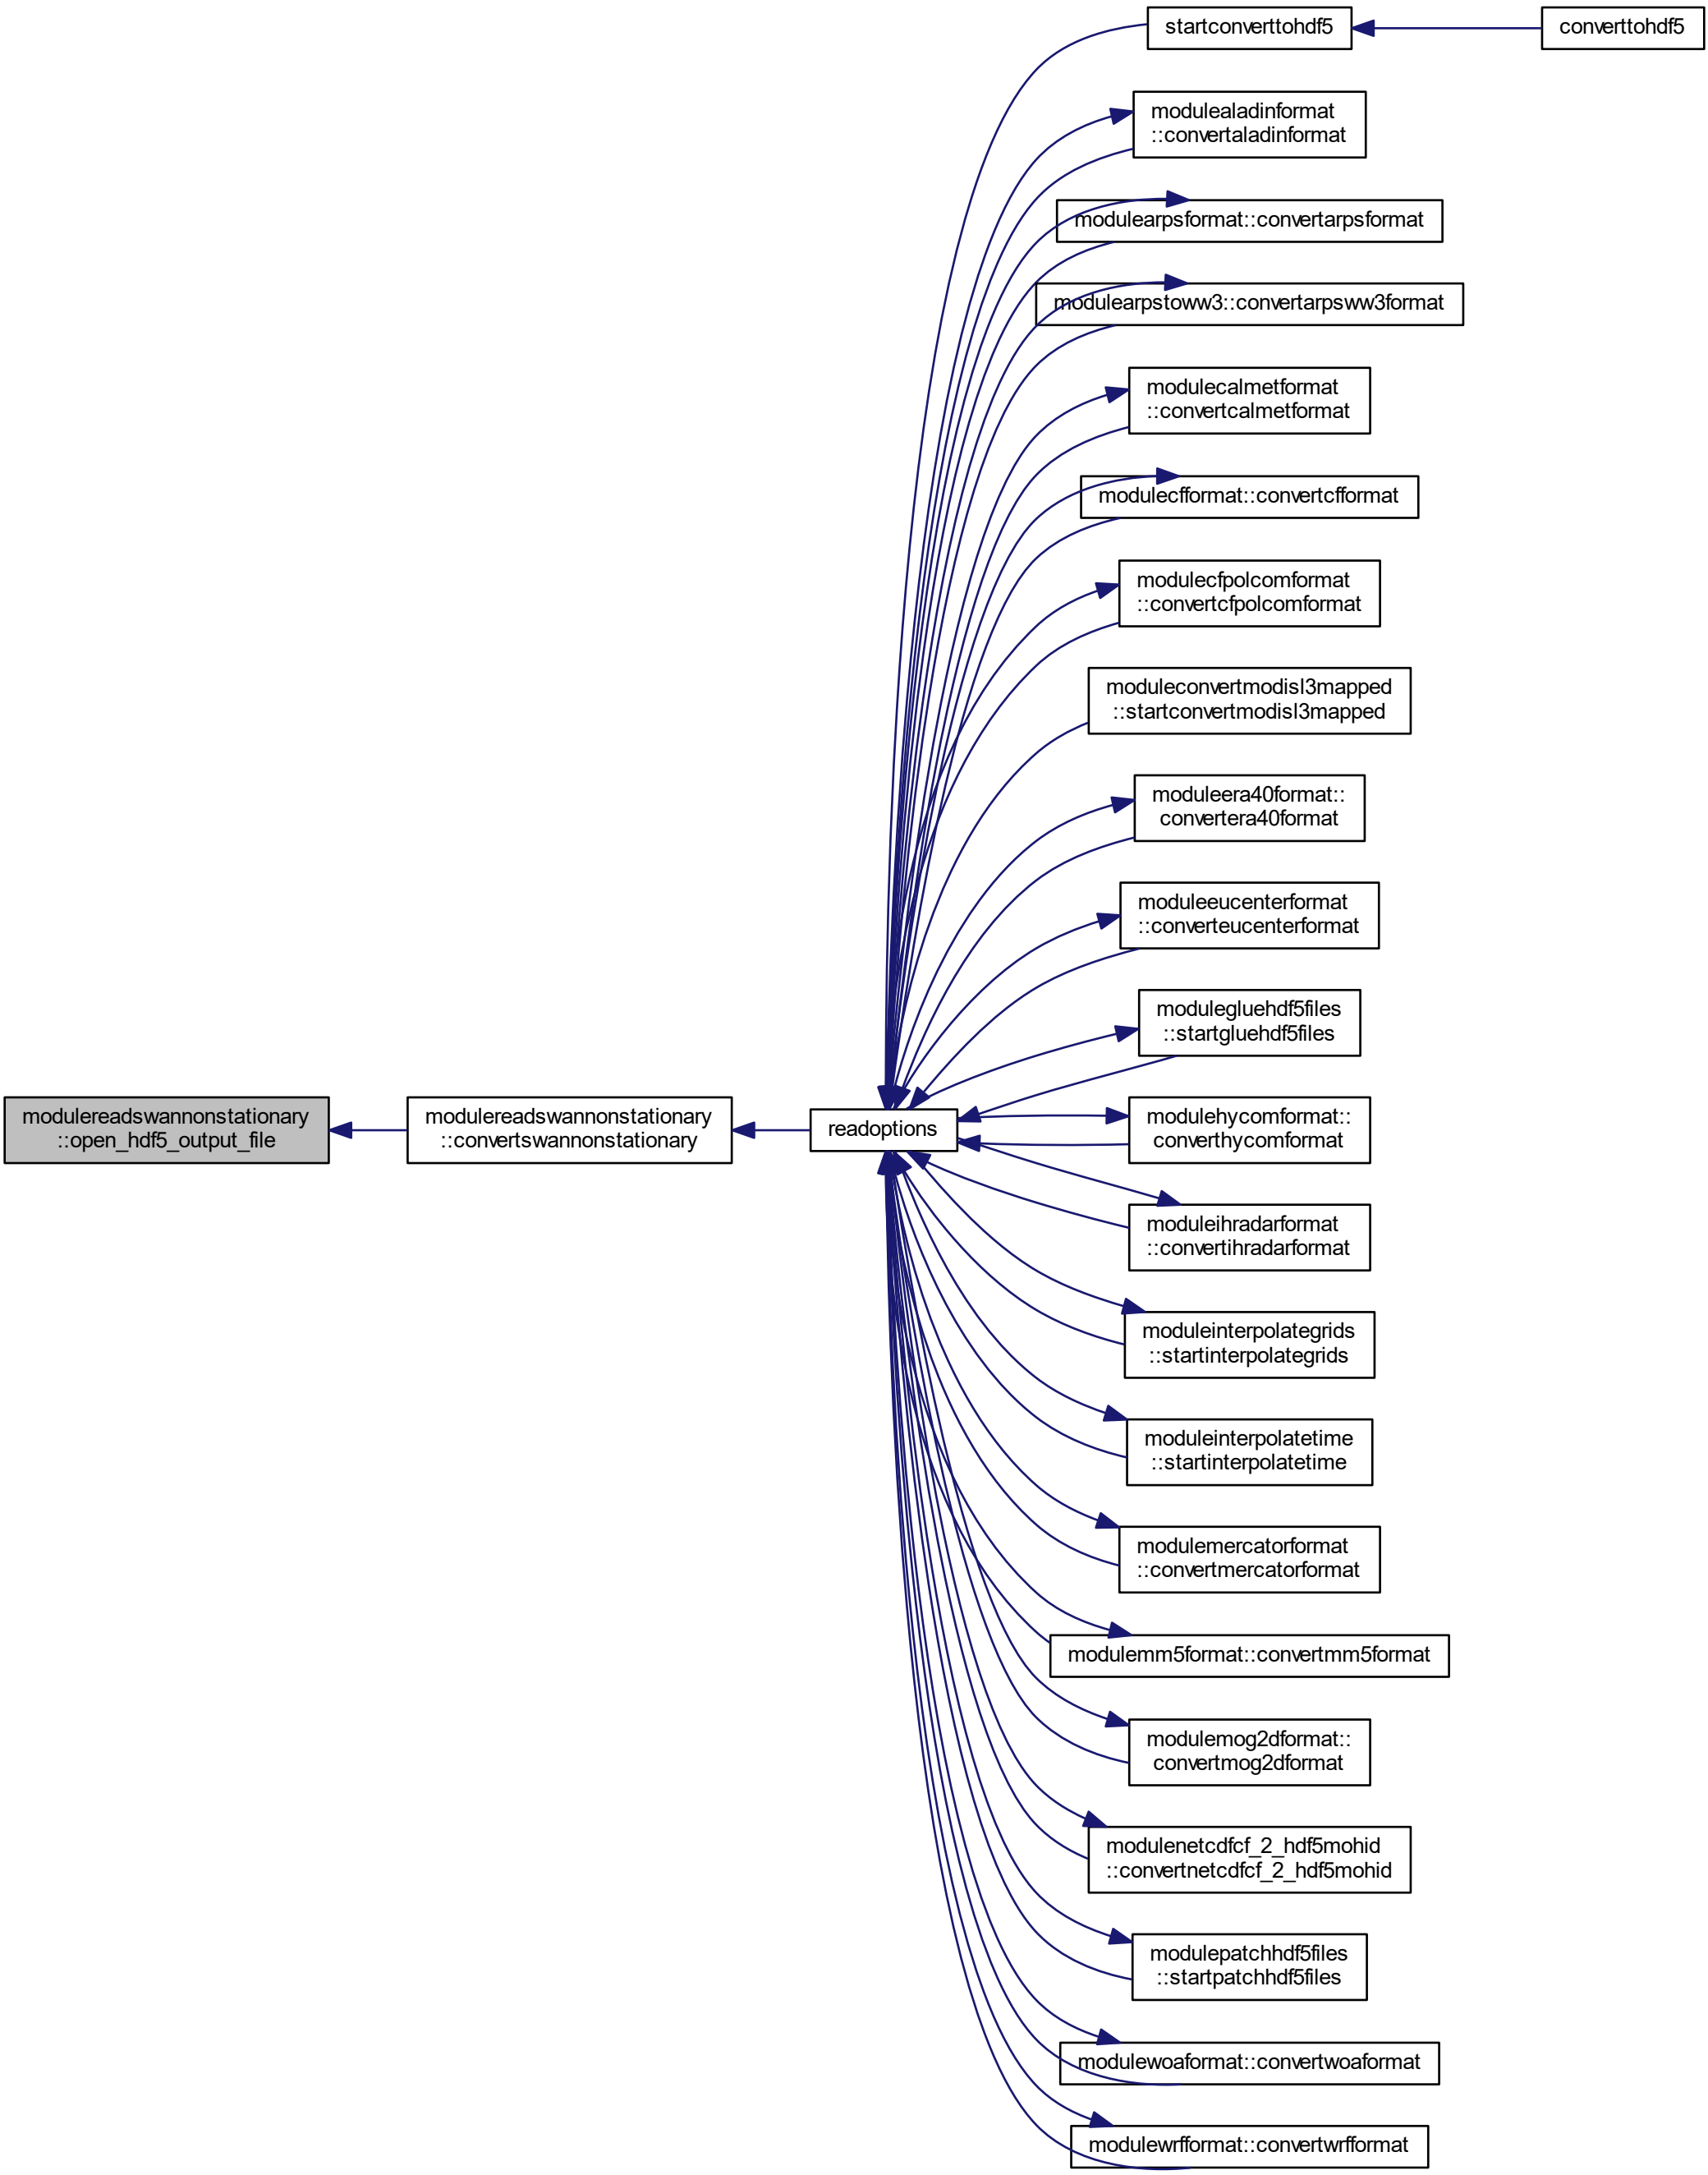 startconverttohdf5
converttohdf5
modulealadinformat
::convertaladinformat
modulearpsformat::convertarpsformat
modulearpstoww3::convertarpsww3format
modulecalmetformat
::convertcalmetformat
modulecfformat::convertcfformat
modulecfpolcomformat
::convertcfpolcomformat
moduleconvertmodisl3mapped
::startconvertmodisl3mapped
moduleera40format::
convertera40format
moduleeucenterformat
::converteucenterformat
modulegluehdf5files
::startgluehdf5files
modulereadswannonstationary
::open_hdf5_output_file
modulereadswannonstationary
::convertswannonstationary
readoptions
modulehycomformat::
converthycomformat
moduleihradarformat
::convertihradarformat
moduleinterpolategrids
::startinterpolategrids
moduleinterpolatetime
::startinterpolatetime
modulemercatorformat
::convertmercatorformat
modulemm5format::convertmm5format
modulemog2dformat::
convertmog2dformat
modulenetcdfcf_2_hdf5mohid
::convertnetcdfcf_2_hdf5mohid
modulepatchhdf5files
::startpatchhdf5files
modulewoaformat::convertwoaformat
modulewrfformat::convertwrfformat